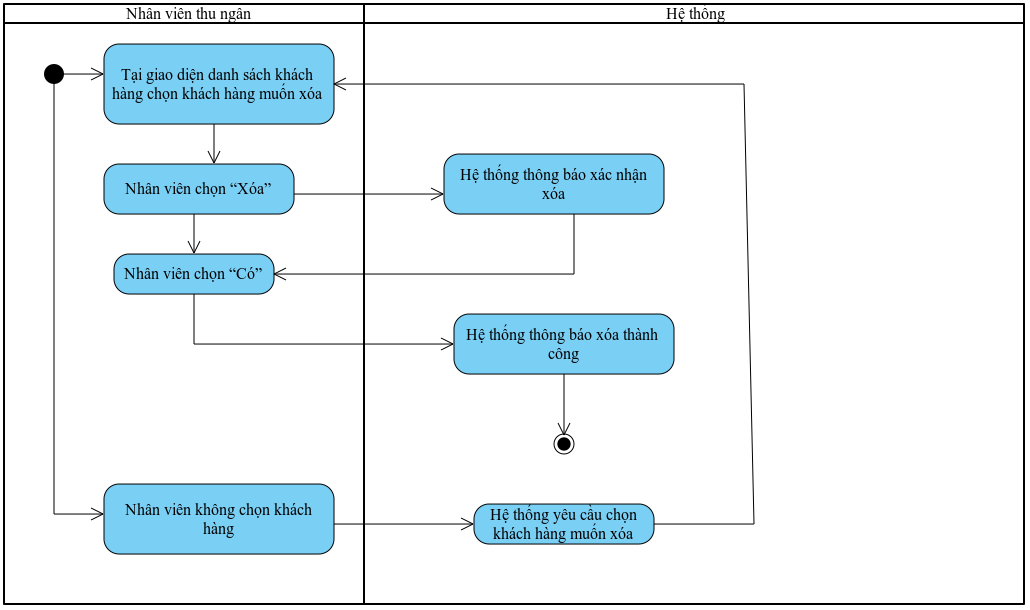 Nhân viên thu ngân
Hệ thống
Tại giao diện danh sách khách
hàng chọn khách hàng muốn xóa
Nhân viên chọn “Xóa”
Hệ thống thông báo xác nhận
xóa
Nhân viên chọn “Có”
Hệ thống thông báo xóa thành
công
Nhân viên không chọn khách
hàng
Hệ thống yêu cầu chọn
khách hàng muốn xóa